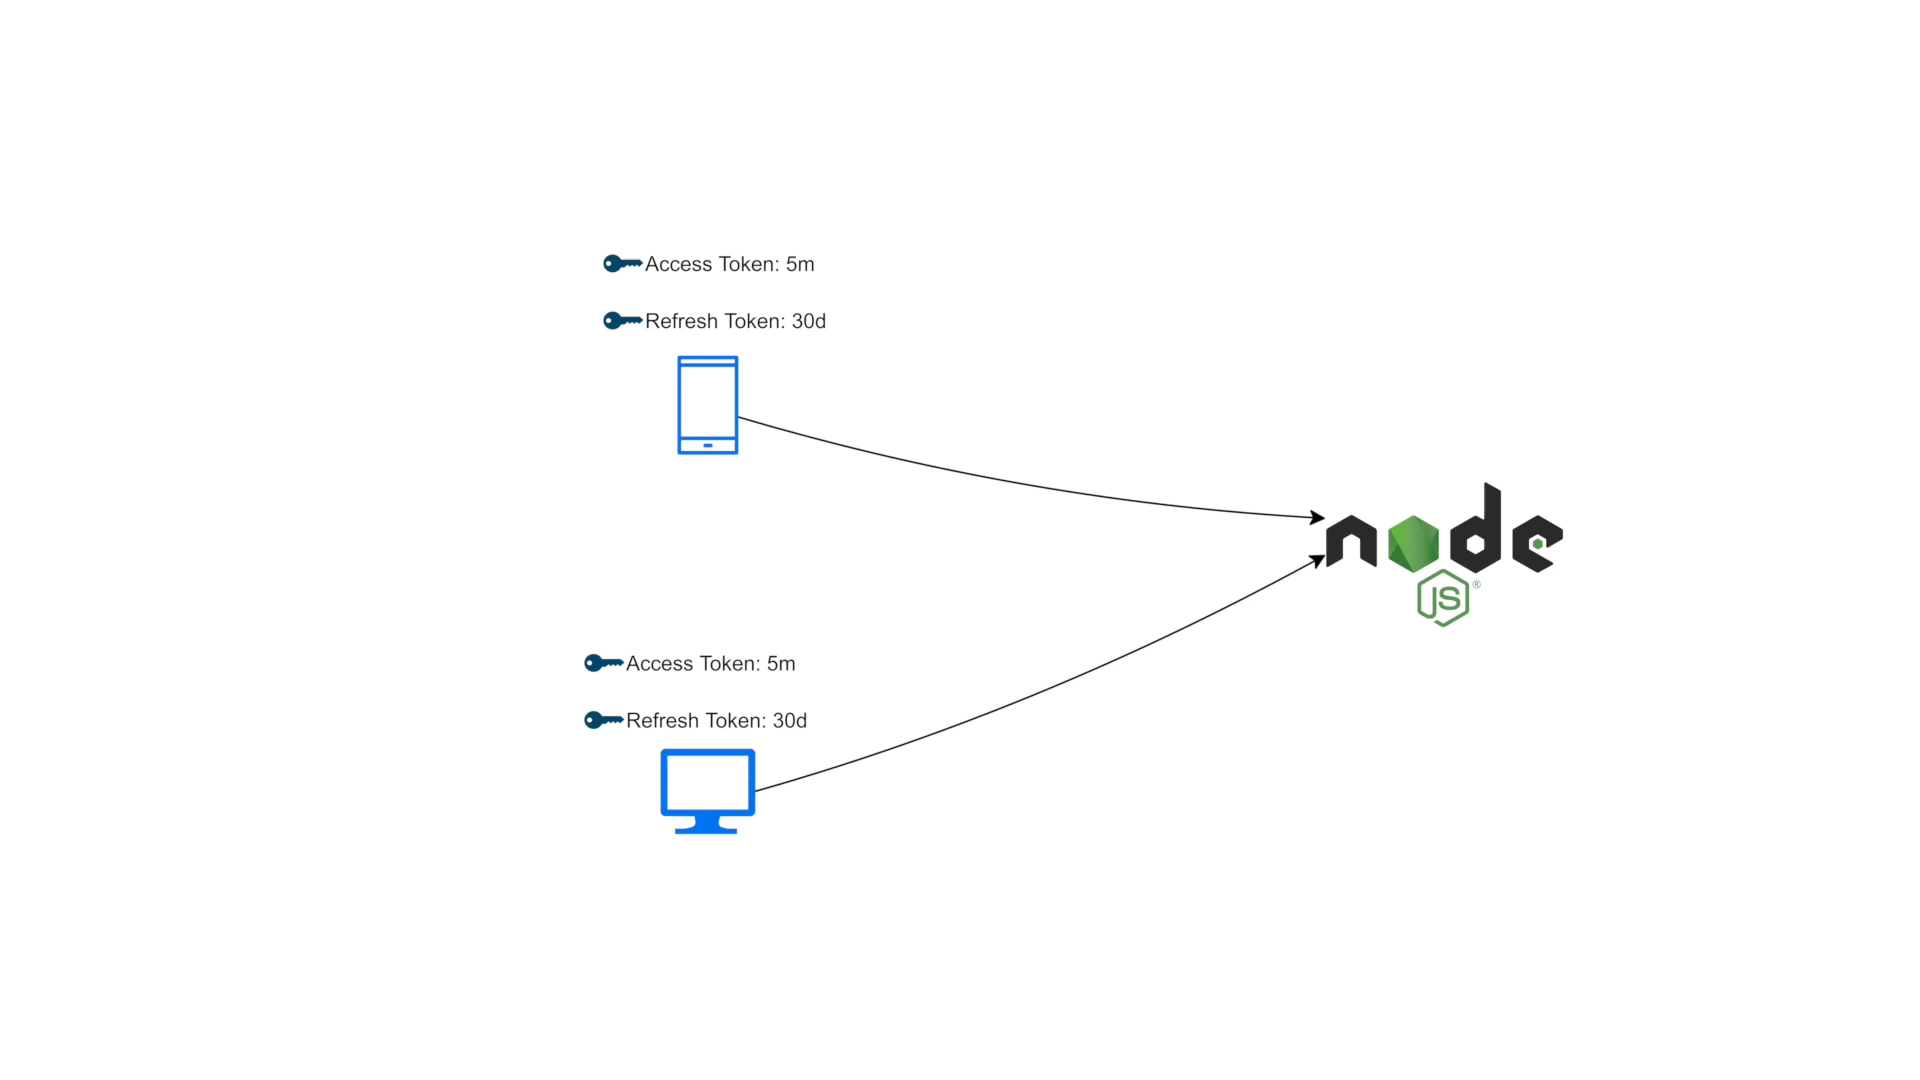 Access Token: 5m
Refresh Token: 30d
node
JS®
Access Token: 5m
Refresh Token: 30d